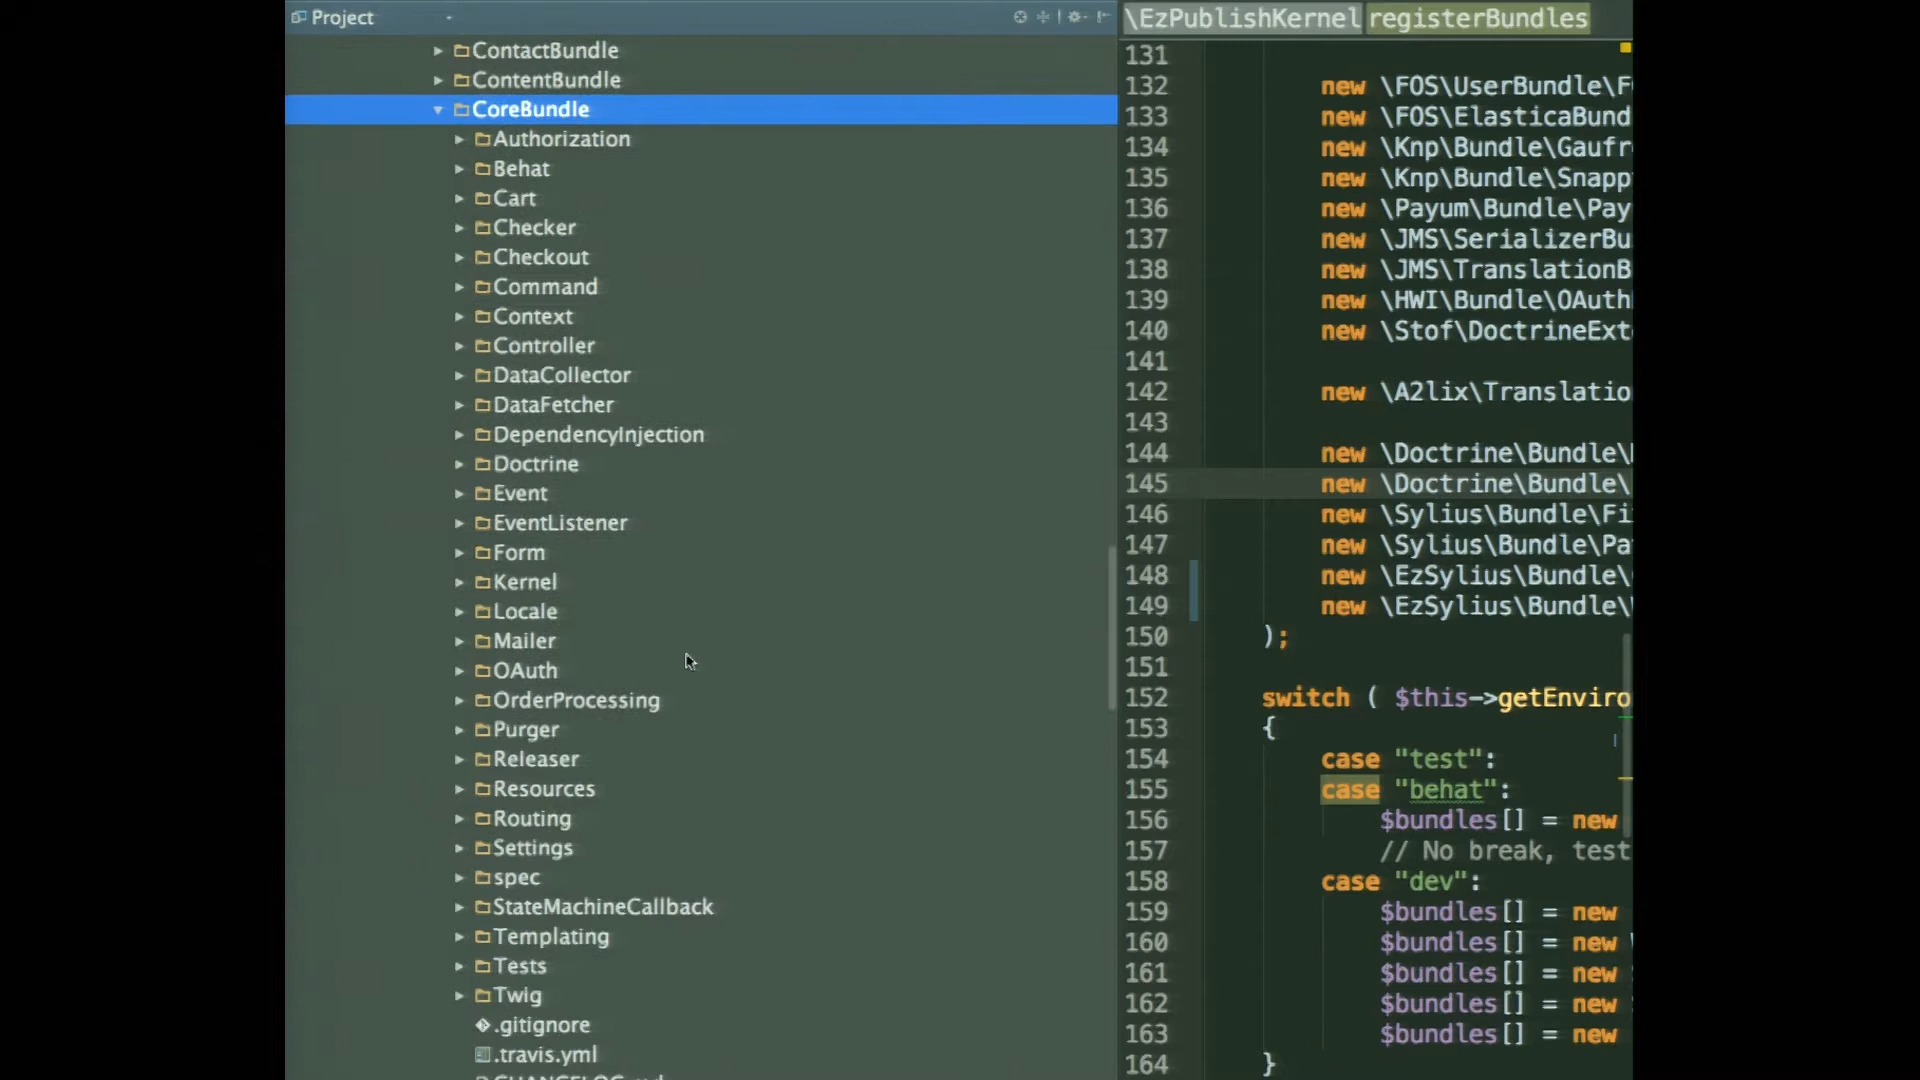 Project
ContactBundle
ContentBundle
CoreBundle
Authorization
Behat
Cart
Checker
Checkout
Command
Context
Controller
DataCollector
DataFetcher
DependencyInjection
Doctrine
Event
EventListener
Form
Kernel
Locale
Mailer
OAuth
OrderProcessing
Purger
Releaser
Resources
Routing
Settings
spec
StateMachineCallback
Templating
Tests
Twig
.gitignore
.travis.yml
\EzPublishKernel registerBundles
131
132 new \FOS\UserBundle\F
133 new \FOS\ElasticaBund
134 new \Knp\Bundle\Gaufr
135 new \Knp\Bundle\Snapp
136 new \Payum\Bundle\Pay
137 new \JMS\SerializerBu
138 new \JMS\TranslationB
139 new \HWI\Bundle\OAuth
140 new \Stof\DoctrineExt
141
142 new \A2lix\Translatio
143
144 new \Doctrine\Bundle\
145 new \Doctrine\Bundle\
146 new \Sylius\Bundle\Fi
147 new \Sylius\Bundle\Pa
148 new \EzSylius\Bundle\
149 new \EzSylius\Bundle\
150 );
151
152 switch ( $this->getEnviro
153 {
154 case "test":
155 case "behat":
156 $bundles[] = new
157 // No break, test
158 case "dev":
159 $bundles[] = new
160 $bundles[] = new
161 $bundles[] = new
162 $bundles[] = new
163 $bundles[] = new
164 }